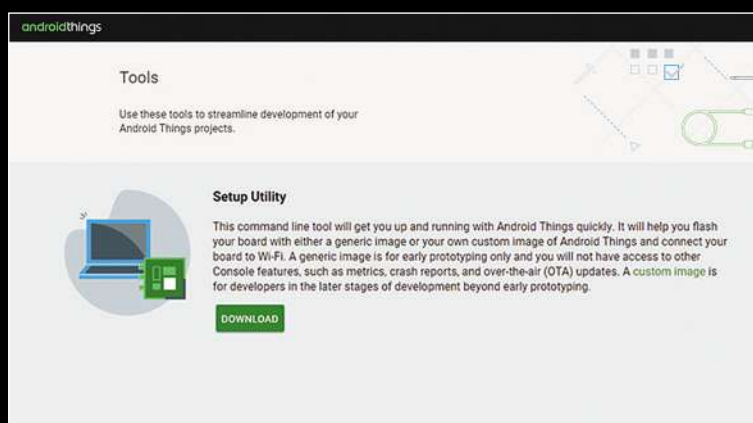 androidthings
Tools
Use these tools to streamline development of your
Android Things projects.
Setup Utility
This command line tool will get you up and running with Android Things quickly. It will help you flash
your board with either a generic image or your own custom image of Android Things and connect your
board to Wi-Fi. A generic image is for early prototyping only and you will not have access to other
Console features, such as metrics, crash reports, and over-the-air (OTA) updates. A custom image is
for developers in the later stages of development beyond early prototyping.
DOWNLOAD